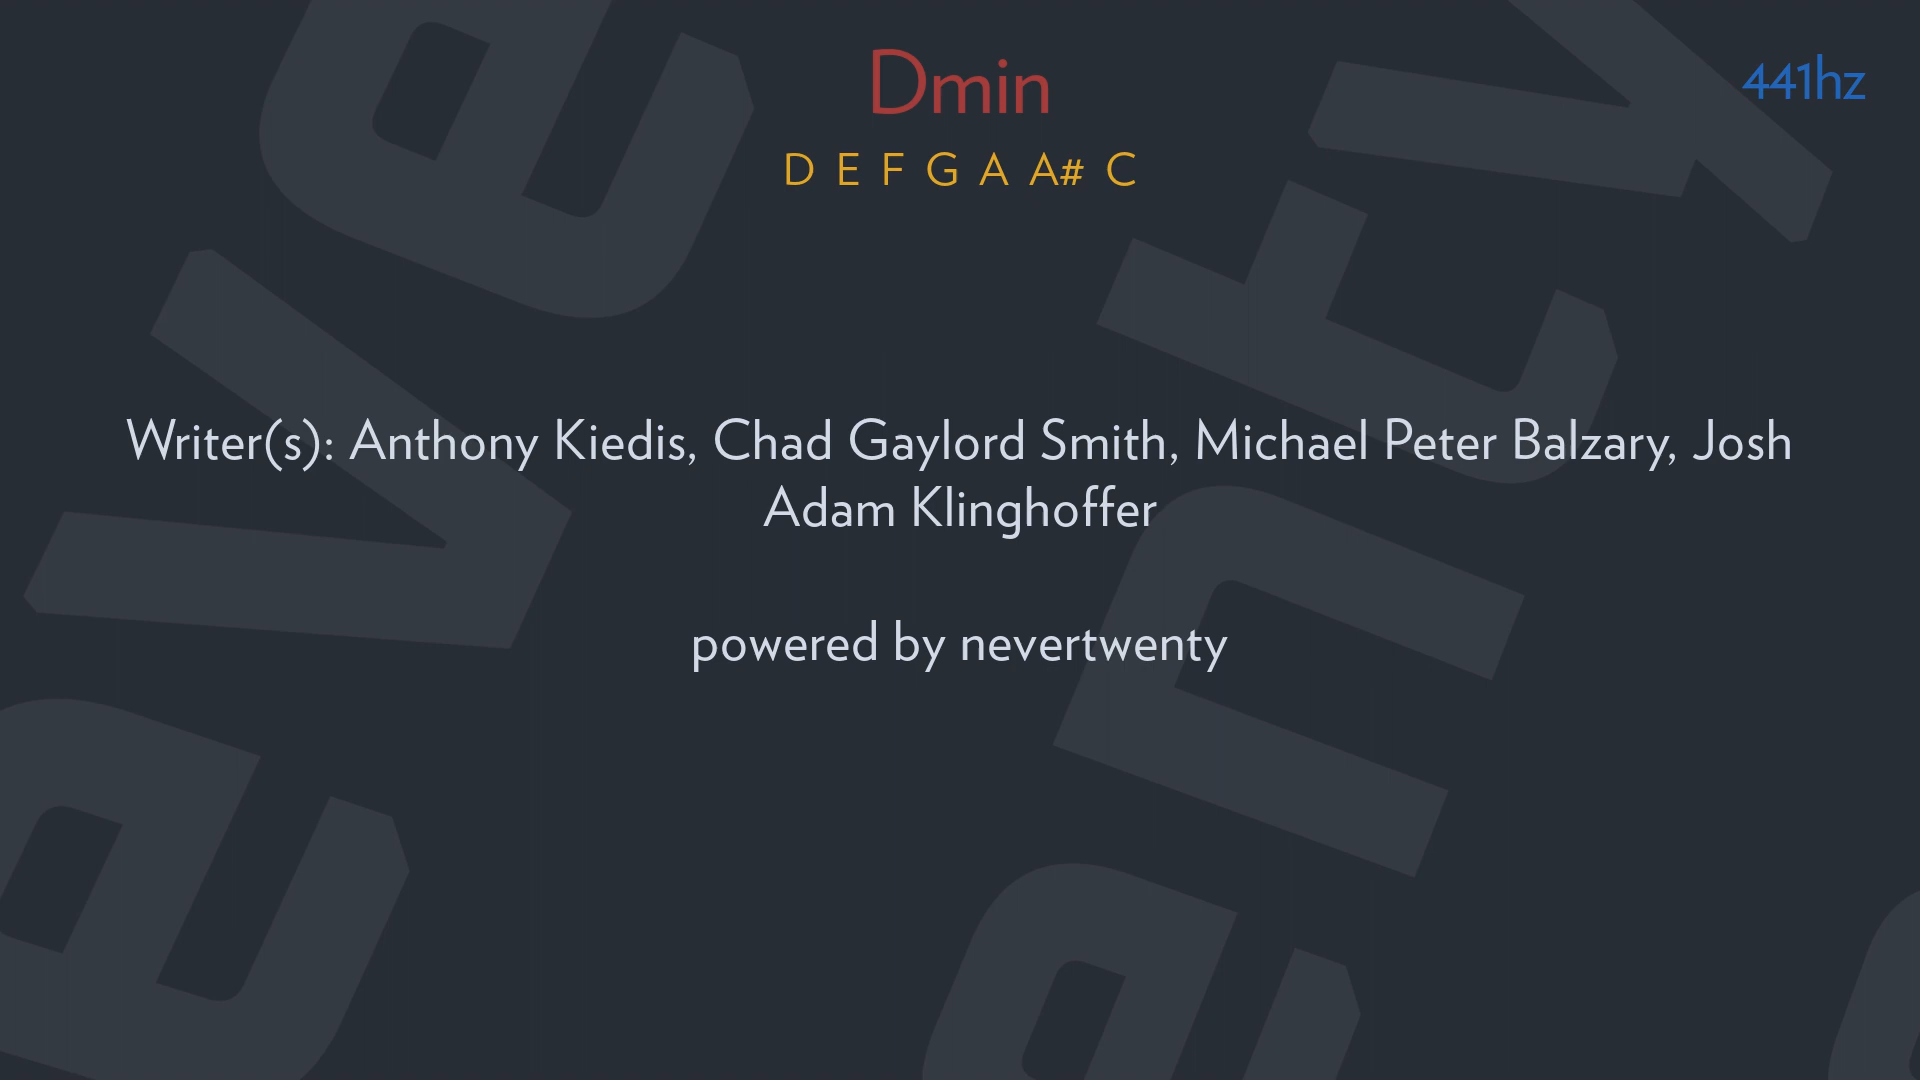 Dmin
441hz
D E F G A A# C
Writer(s): Anthony Kiedis, Chad Gaylord Smith, Michael Peter Balzary, Josh
Adam Klinghoffer
powered by nevertwenty